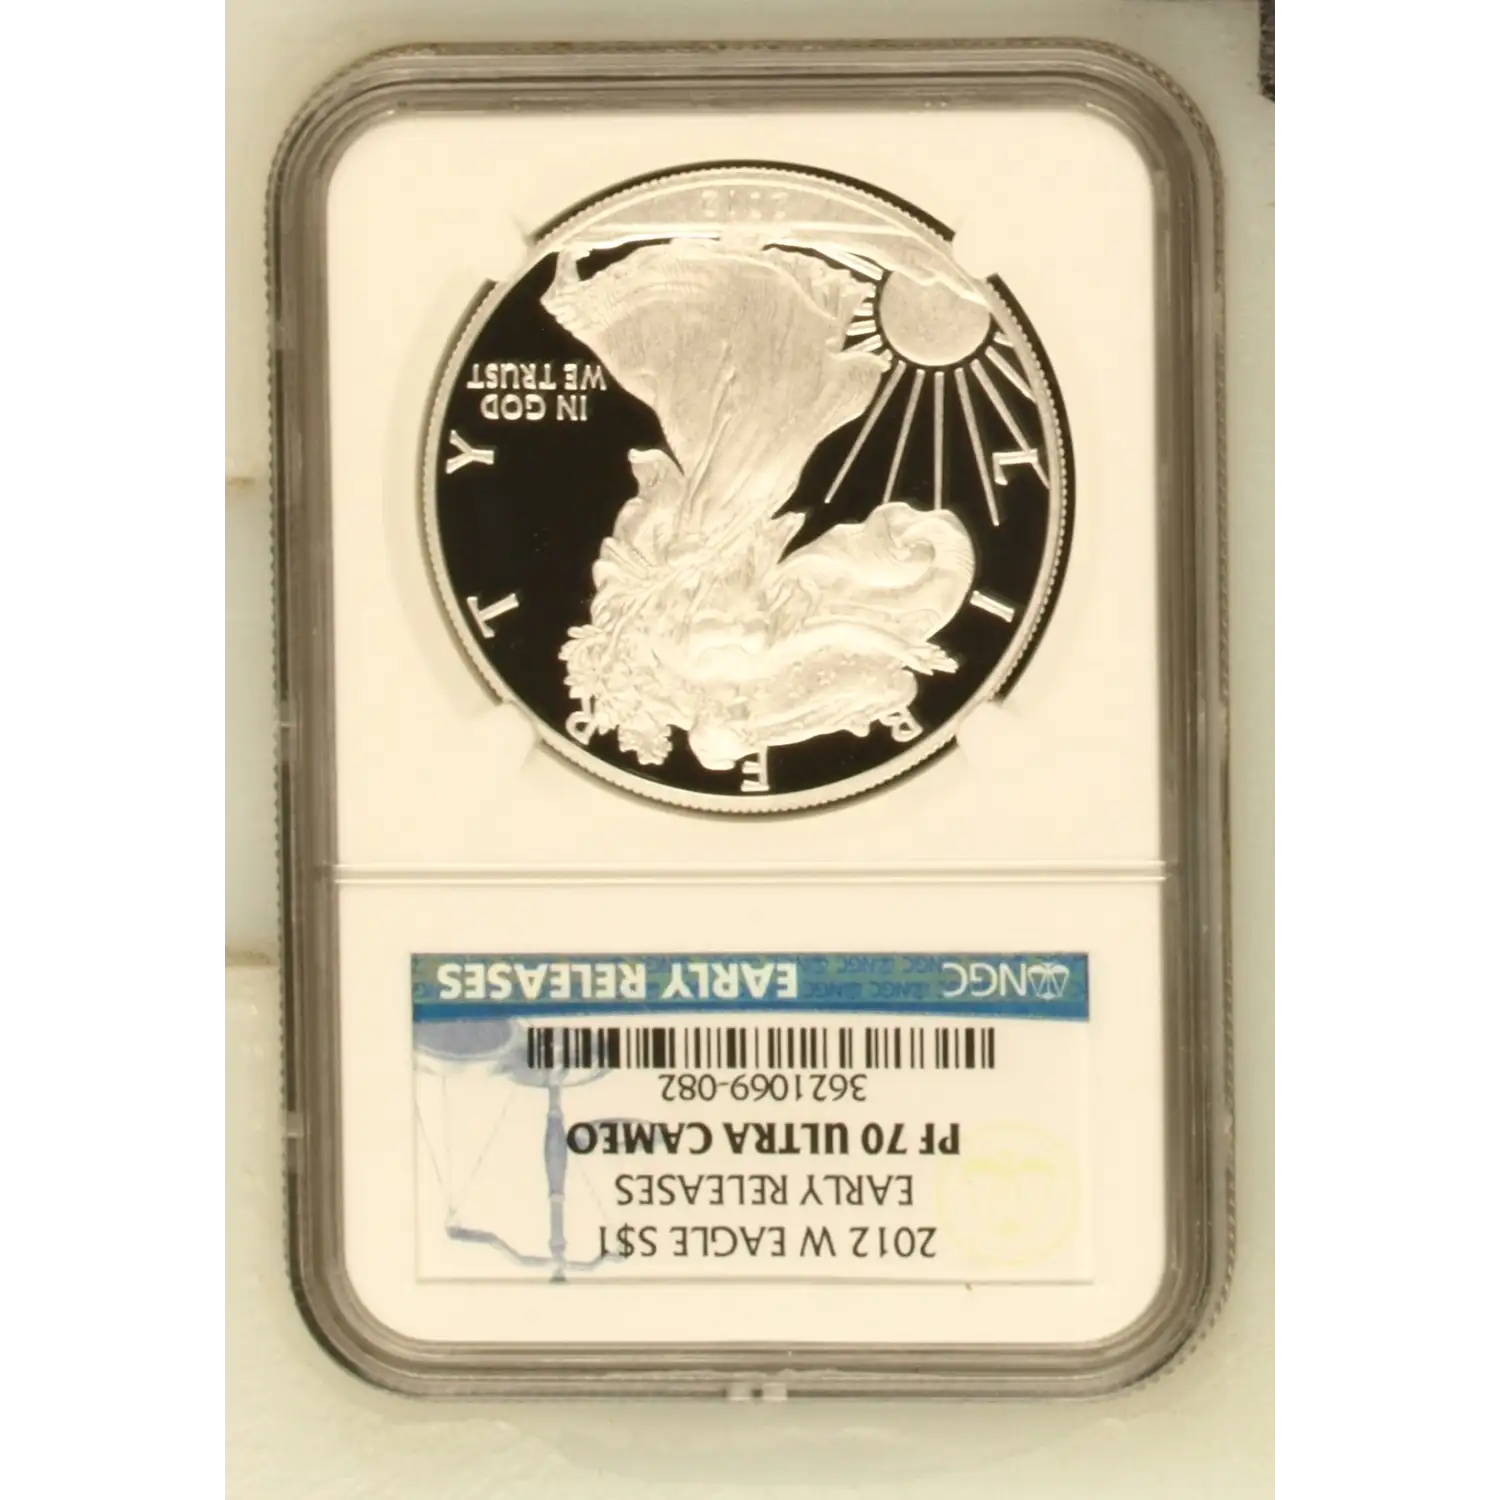 2012 W EAGLE S$1
EARLY RELEASES
PF 70 ULTRA CAMEO
3621069-082
NGC EARLY RELEASES
LIBERTY
IN GOD
WE TRUST
2012